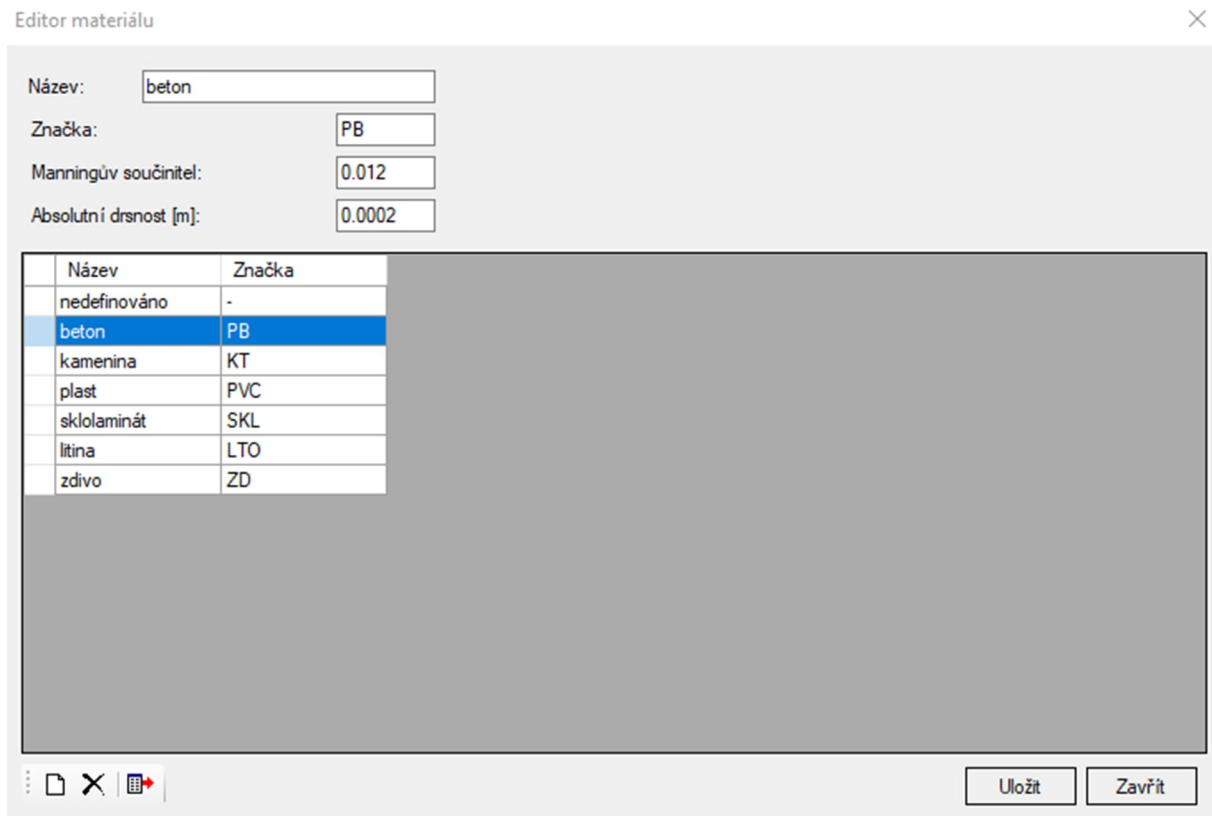 Editor materiálu
Název: beton
Značka: PB
Manningův součinitel: 0.012
Absolutní drsnost [m]: 0.0002
Název Značka
nedefinováno -
beton PB
kamenina KT
plast PVC
sklolaminát SKL
litina LTO
zdivo ZD
Uložit Zavřít